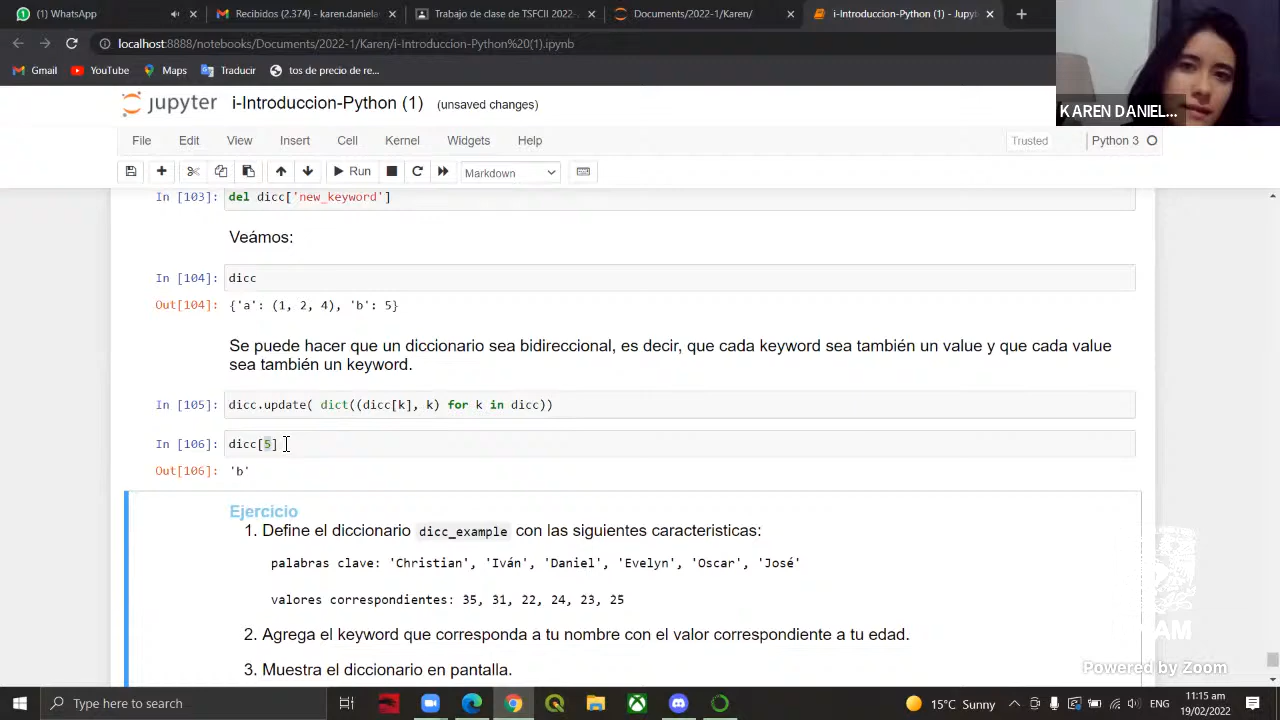 WhatsApp
Recibidos (2.374) - karen.daniela
Trabajo de clase de TSFCII 2022-
Documents/2022-1/Karen/
i-Introduccion-Python (1) - Jupyt
localhost:8888/notebooks/Documents/2022-1/Karen/i-Introduccion-Python%20(1).ipynb
Gmail YouTube Maps Traducir tos de precio de re...
KAREN DANIEL...
jupyter i-Introduccion-Python (1) (unsaved changes)
File Edit View Insert Cell Kernel Widgets Help
Trusted Python 3
Run Markdown
In [103]: del dicc['new_keyword']
Veámos:
In [104]: dicc
Out[104]: {'a': (1, 2, 4), 'b': 5}
Se puede hacer que un diccionario sea bidireccional, es decir, que cada keyword sea también un value y que cada value
sea también un keyword.
In [105]: dicc.update( dict((dicc[k], k) for k in dicc))
In [106]: dicc[5]
Out[106]: 'b'
Ejercicio
1. Define el diccionario dicc_example con las siguientes caracteristicas:
palabras clave: 'Christian', 'Iván', 'Daniel', 'Evelyn', 'Oscar', 'José'
valores correspondientes: 35, 31, 22, 24, 23, 25
2. Agrega el keyword que corresponda a tu nombre con el valor correspondiente a tu edad.
3. Muestra el diccionario en pantalla.
Powered by Zoom
Type here to search
15°C Sunny
11:15 am
19/02/2022